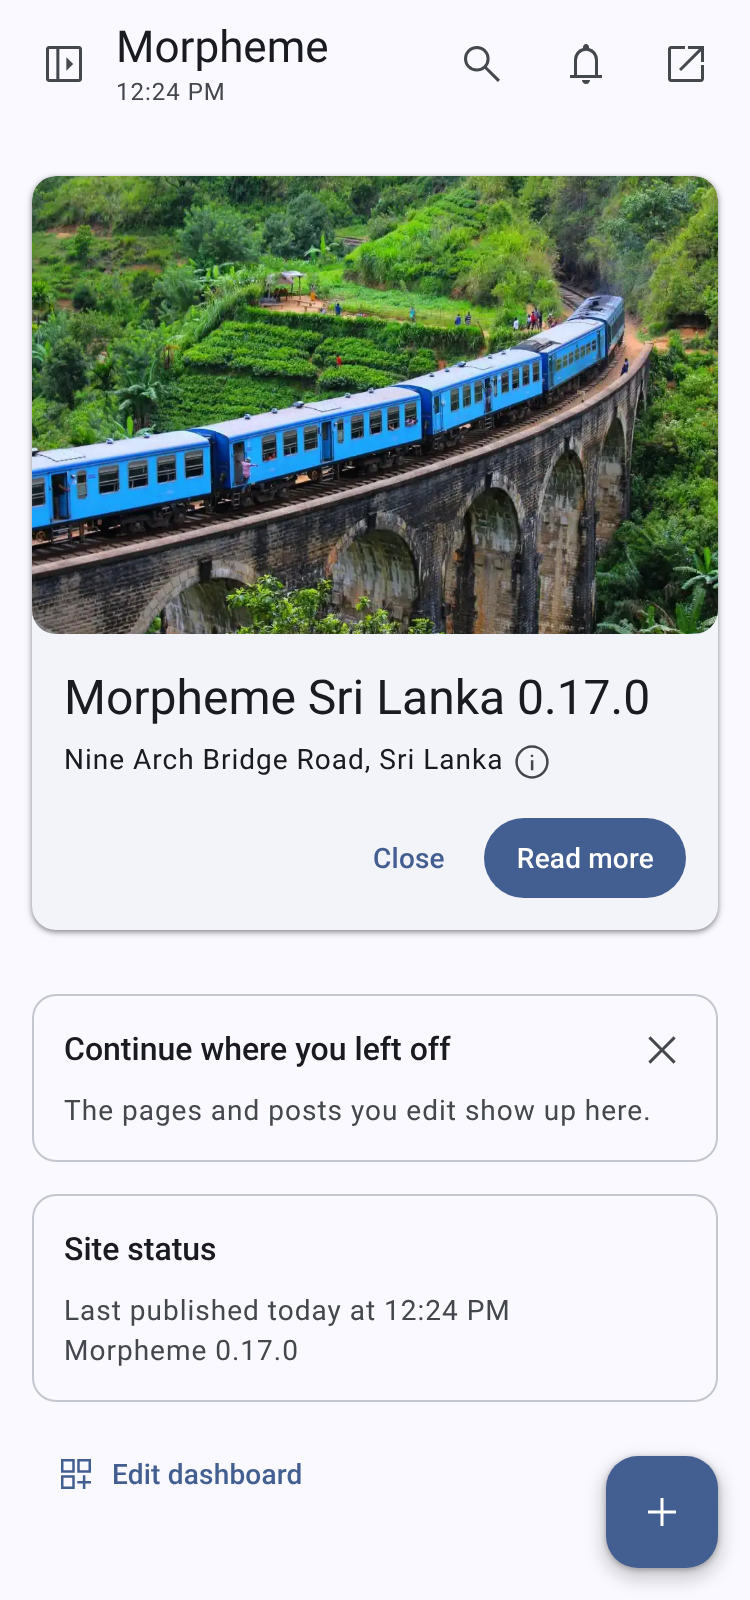 Morpheme
12:24 PM
Morpheme Sri Lanka 0.17.0
Nine Arch Bridge Road, Sri Lanka
Close
Read more
Continue where you left off
The pages and posts you edit show up here.
Site status
Last published today at 12:24 PM
Morpheme 0.17.0
Edit dashboard